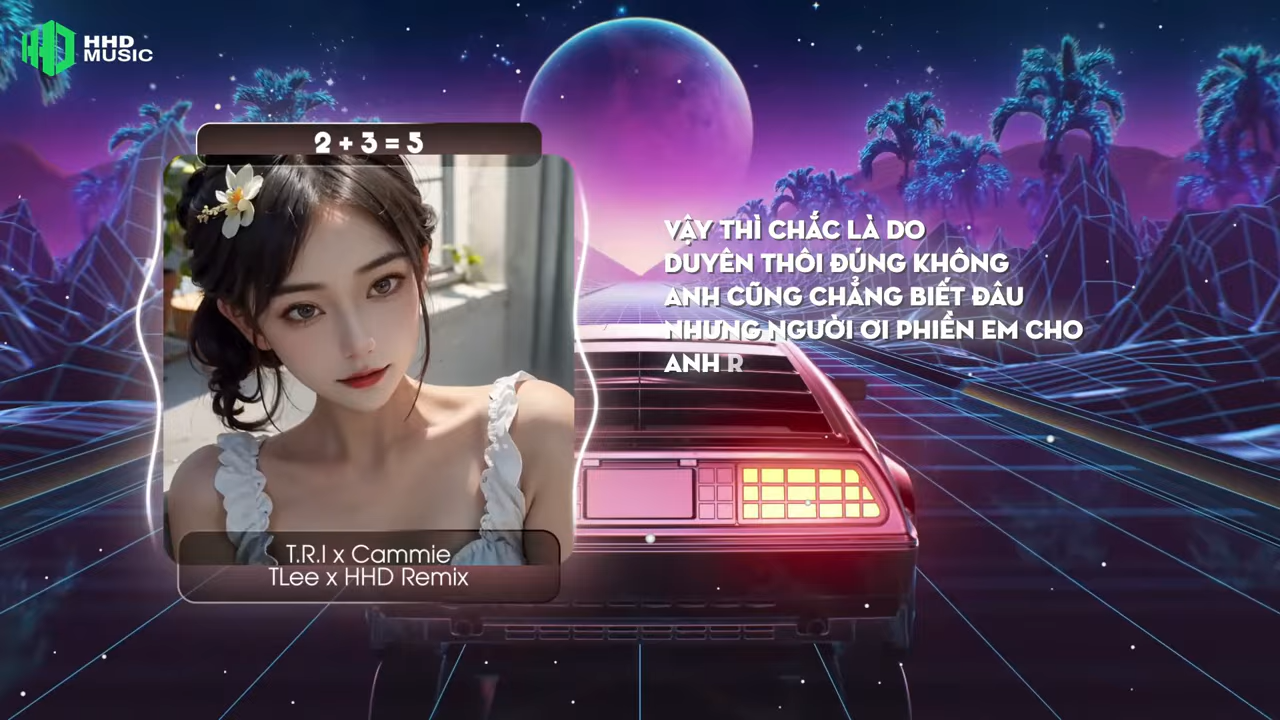 HHD
MUSIC
2 + 3 = 5
VẬY THÌ CHẮC LÀ DO
DUYÊN THÔI ĐÚNG KHÔNG
ANH CŨNG CHẲNG BIẾT ĐÂU
NHƯNG NGƯỜI ƠI PHIỀN EM CHO
ANH R
T.R.I x Cammie
TLee x HHD Remix